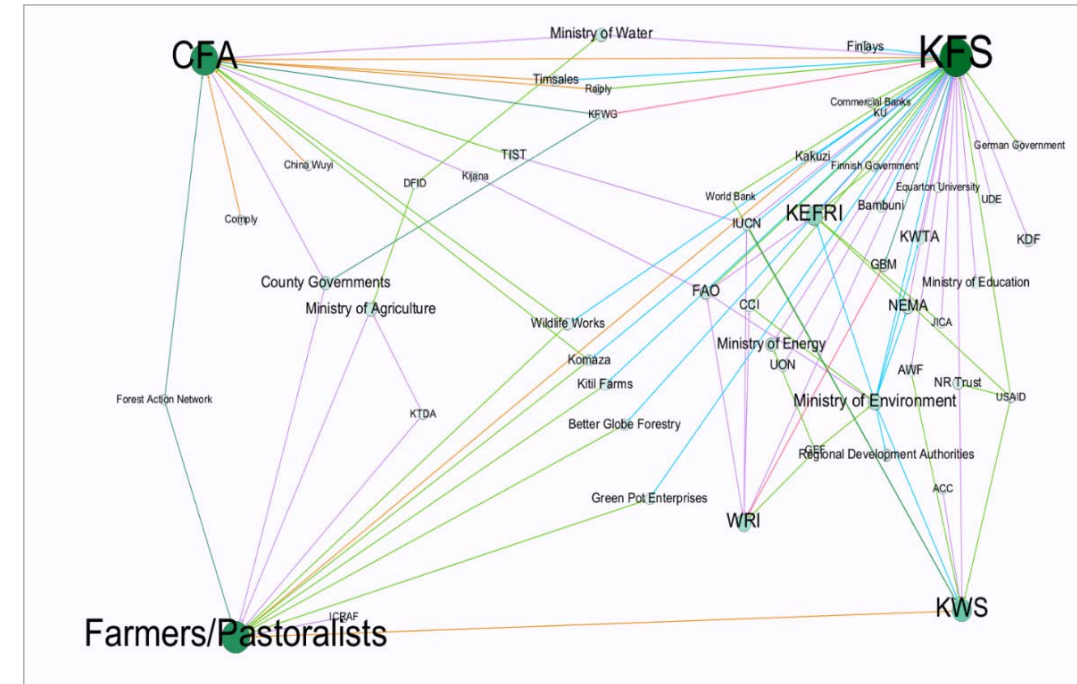 Ministry of Water
CFA
Finlays
KFS
Timsales
Raiply
Commercial Banks
KU
KFWG
German Government
TIST
Kakuzi
Finnish Government
China Wuyi
Kijana
DFID
Equarton University
World Bank
UDE
Bambuni
KEFRI
Comply
IUCN
KWTA
KDF
GBM
County Governments
Ministry of Education
FAO
CCI
NEMA
Ministry of Agriculture
Wildlife Works
JICA
Ministry of Energy
Komaza
UON
AWF
Kitil Farms
NR Trust
Forest Action Network
Ministry of Environment
USAID
KTDA
Better Globe Forestry
GEF
Regional Development Authorities
ACC
Green Pot Enterprises
WRI
KWS
ICRAF
Farmers/Pastoralists